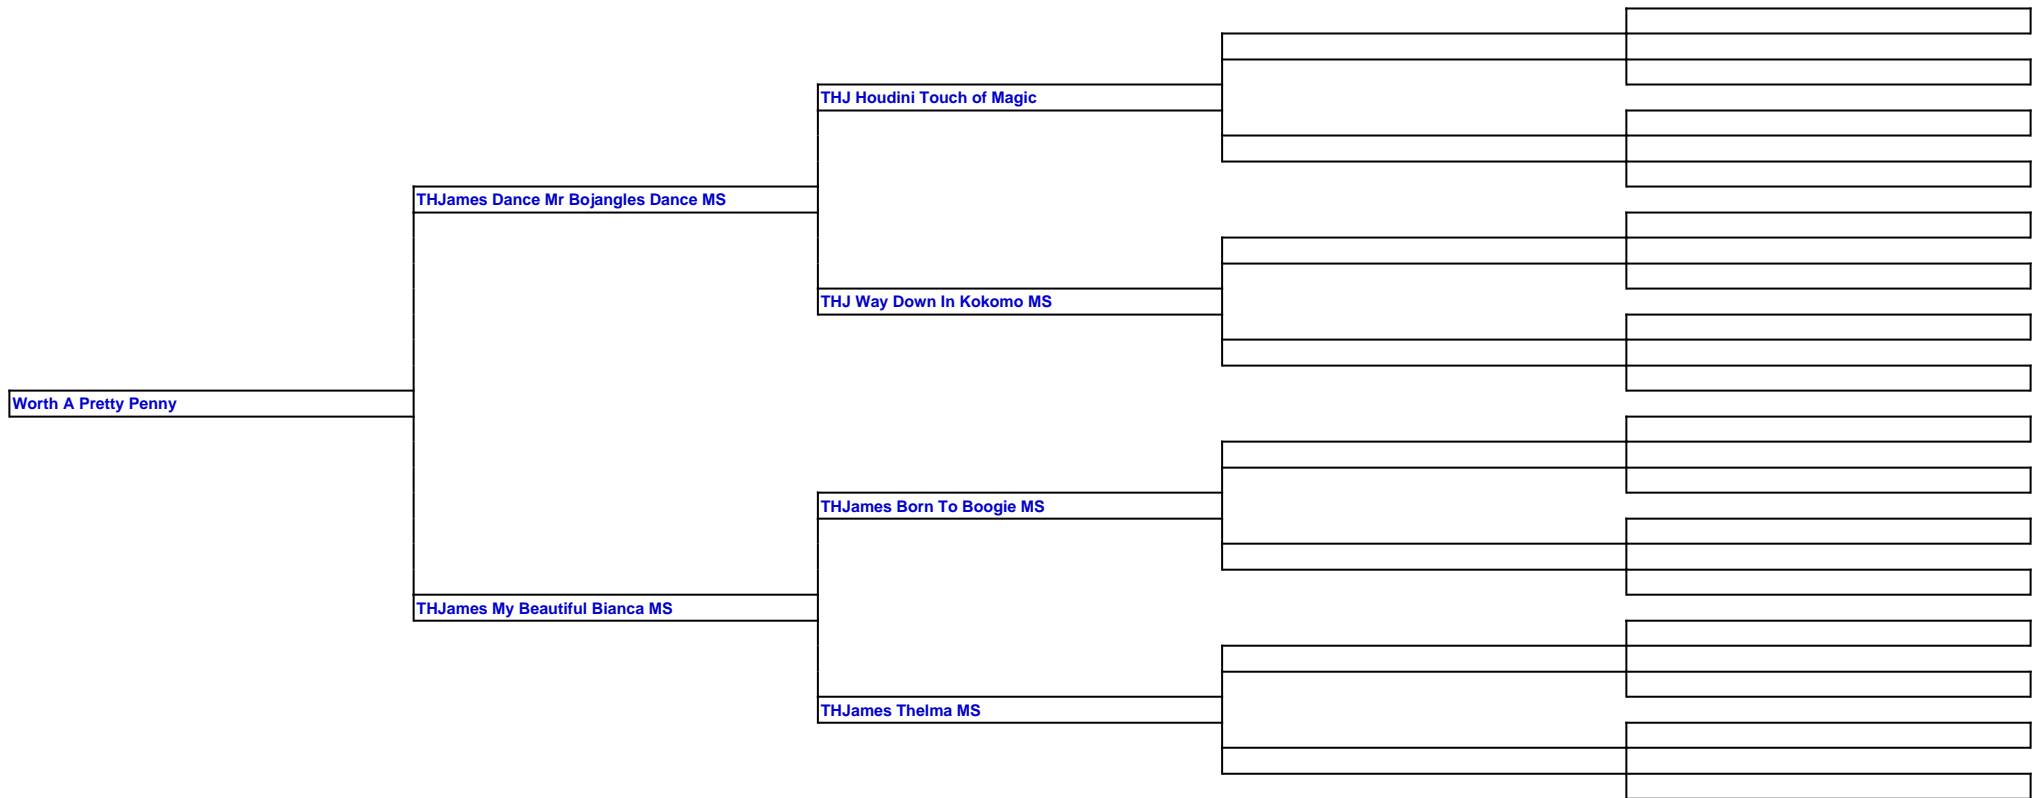 THJ Houdini Touch of Magic
THJames Dance Mr Bojangles Dance MS
THJ Way Down In Kokomo MS
Worth A Pretty Penny
THJames Born To Boogie MS
THJames My Beautiful Bianca MS
THJames Thelma MS